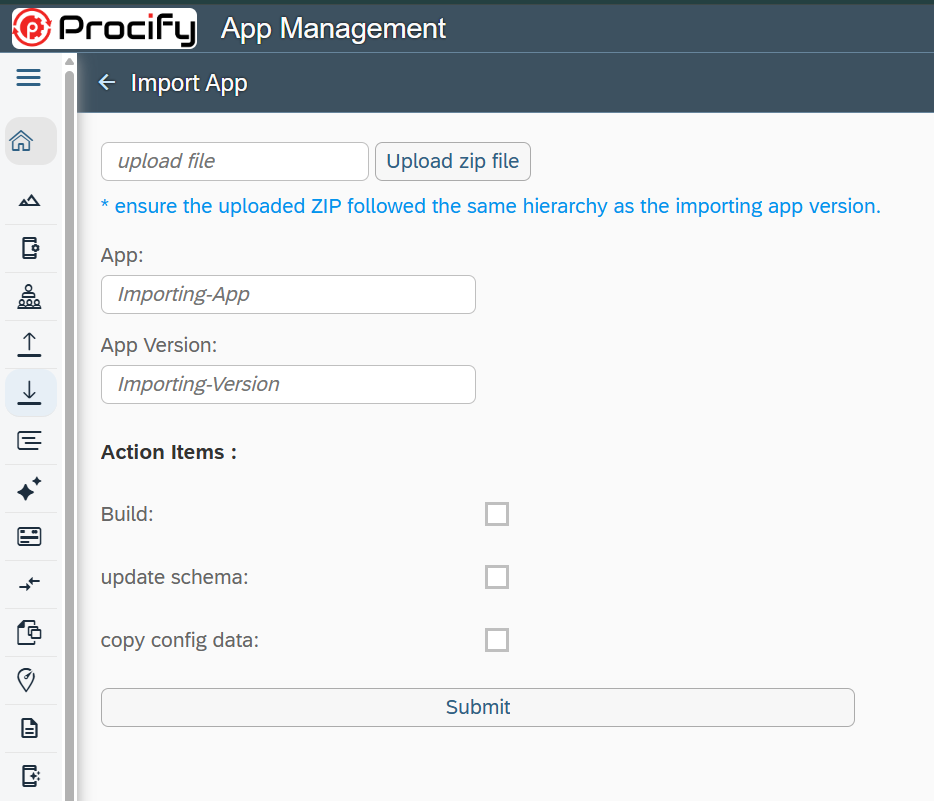 Procify App Management
Import App
upload file Upload zip file
* ensure the uploaded ZIP followed the same hierarchy as the importing app version.
App:
Importing-App
App Version:
Importing-Version
Action Items :
Build:
update schema:
copy config data:
Submit